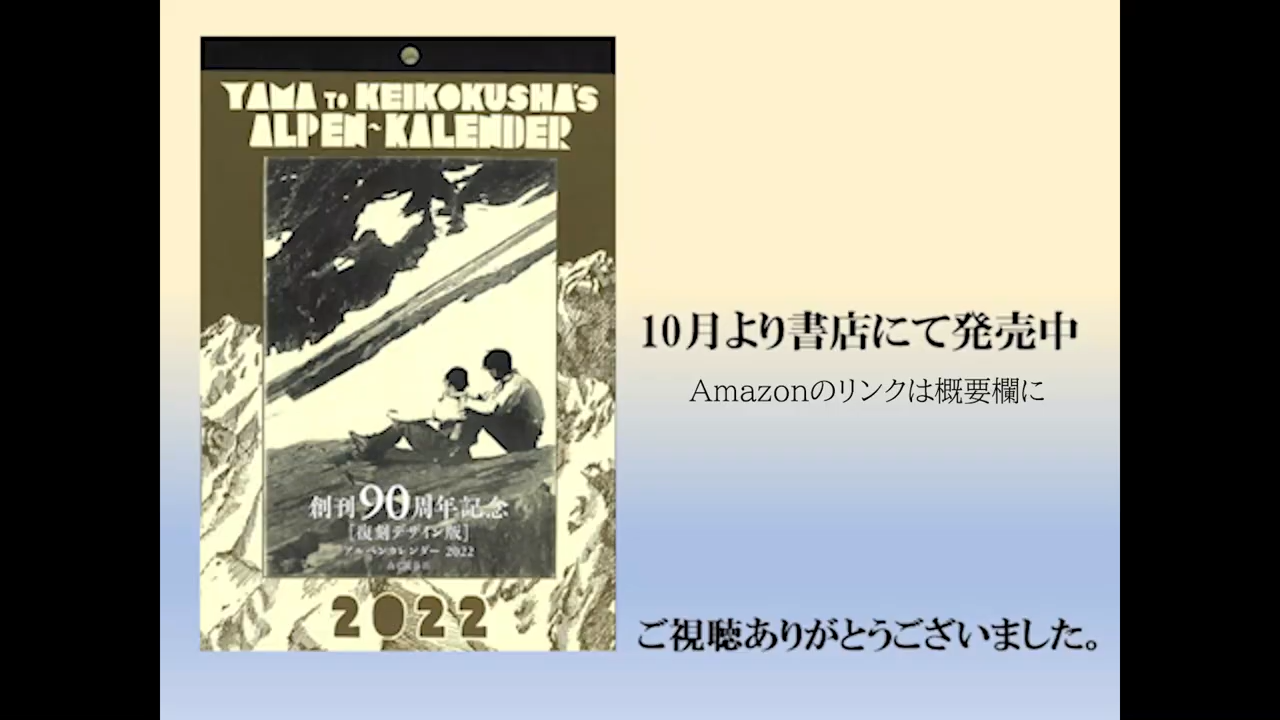 YAMA TO KEIKOKUSHA'S
ALPEN~KALENDER
創刊90周年記念
[復刻デザイン版]
アルペンカレンダー 2022
2022
10月より書店にて発売中
Amazonのリンクは概要欄に
ご視聴ありがとうございました。